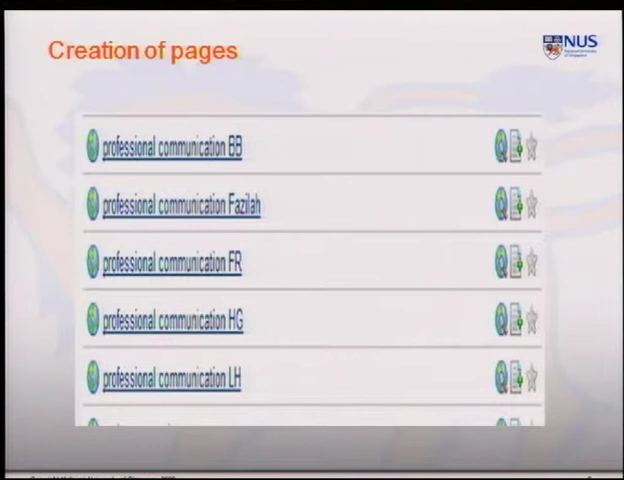 Creation of pages
NUS
professional communication BB
professional communication Fazilah
professional communication FR
professional communication HG
professional communication LH